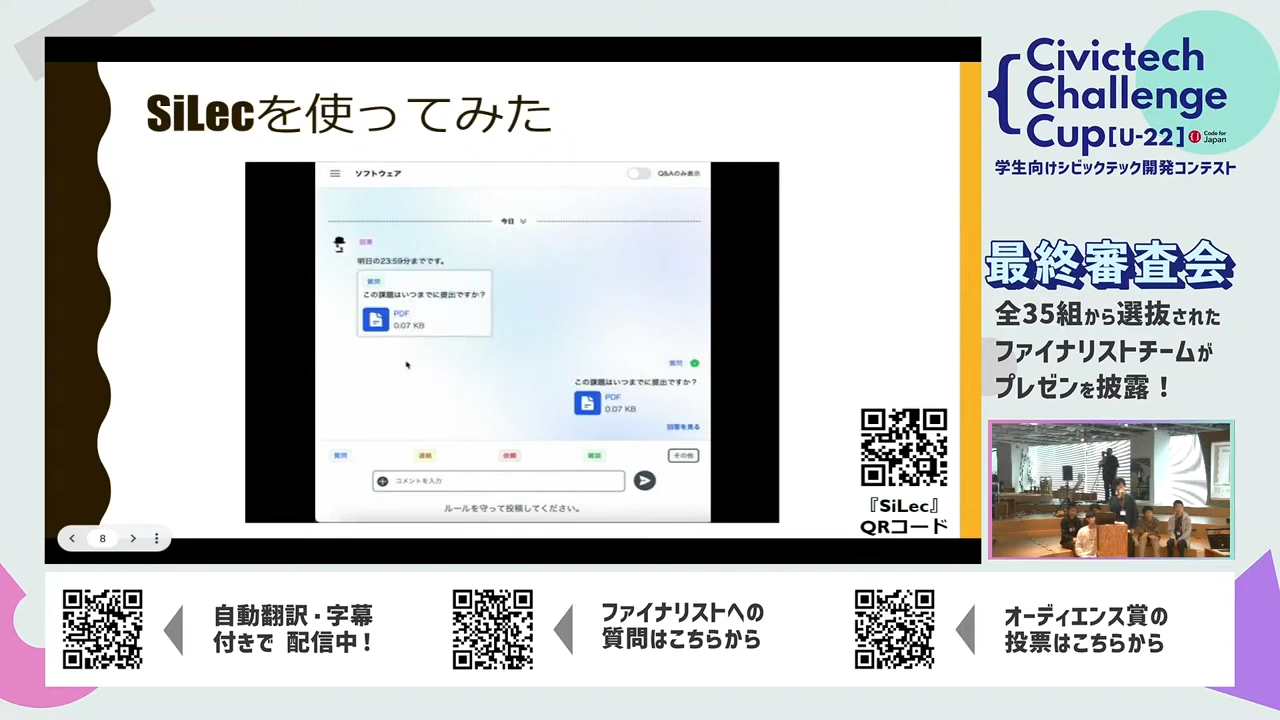 SiLecを使ってみた
ソフトウェア
Q&Aのみ表示
今日
回答
明日の23:59分までです。
質問
この課題はいつまでに提出ですか?
PDF
0.07 KB
質問
この課題はいつまでに提出ですか?
PDF
0.07 KB
回答を見る
質問
連絡
依頼
雑談
その他
コメントを入力
ルールを守って投稿してください。
『SiLec』
QRコード
8
Civictech
Challenge
Cup[U-22]
Code for
Japan
学生向けシビックテック開発コンテスト
最終審査会
全35組から選抜された
ファイナリストチームが
プレゼンを披露!
自動翻訳・字幕
付きで 配信中!
ファイナリストへの
質問はこちらから
オーディエンス賞の
投票はこちらから